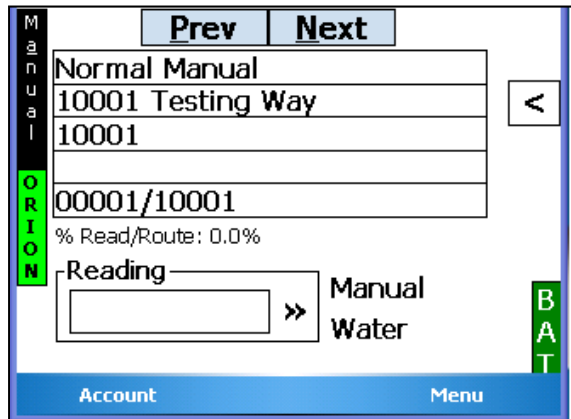 Manual
ORION
Prev Next
Normal Manual
10001 Testing Way
10001
00001/10001
% Read/Route: 0.0%
Reading
»
Manual
Water
<
BAT
Account Menu